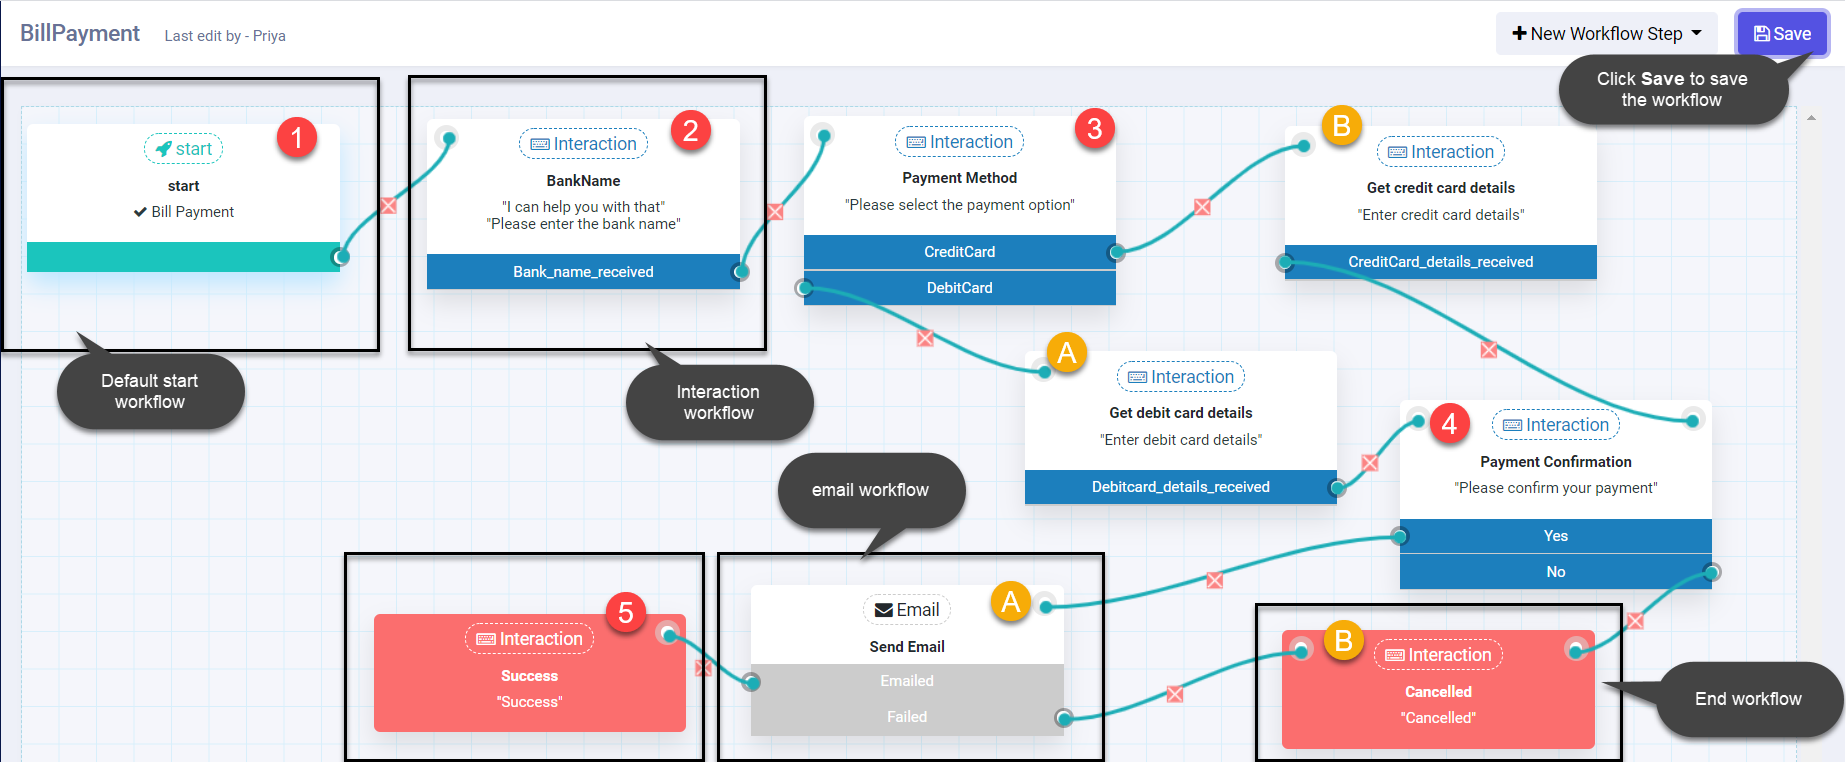 BillPayment
Last edit by - Priya
New Workflow Step
Save
Click Save to save
the workflow
1
start
start
Bill Payment
Default start
workflow
2
Interaction
BankName
"I can help you with that"
"Please enter the bank name"
Bank_name_received
Interaction
workflow
3
Interaction
Payment Method
"Please select the payment option"
CreditCard
DebitCard
B
Interaction
Get credit card details
"Enter credit card details"
CreditCard_details_received
A
Interaction
Get debit card details
"Enter debit card details"
Debitcard_details_received
4
Interaction
Payment Confirmation
"Please confirm your payment"
Yes
No
email workflow
5
Interaction
Success
"Success"
A
Email
Send Email
Emailed
Failed
B
Interaction
Cancelled
"Cancelled"
End workflow